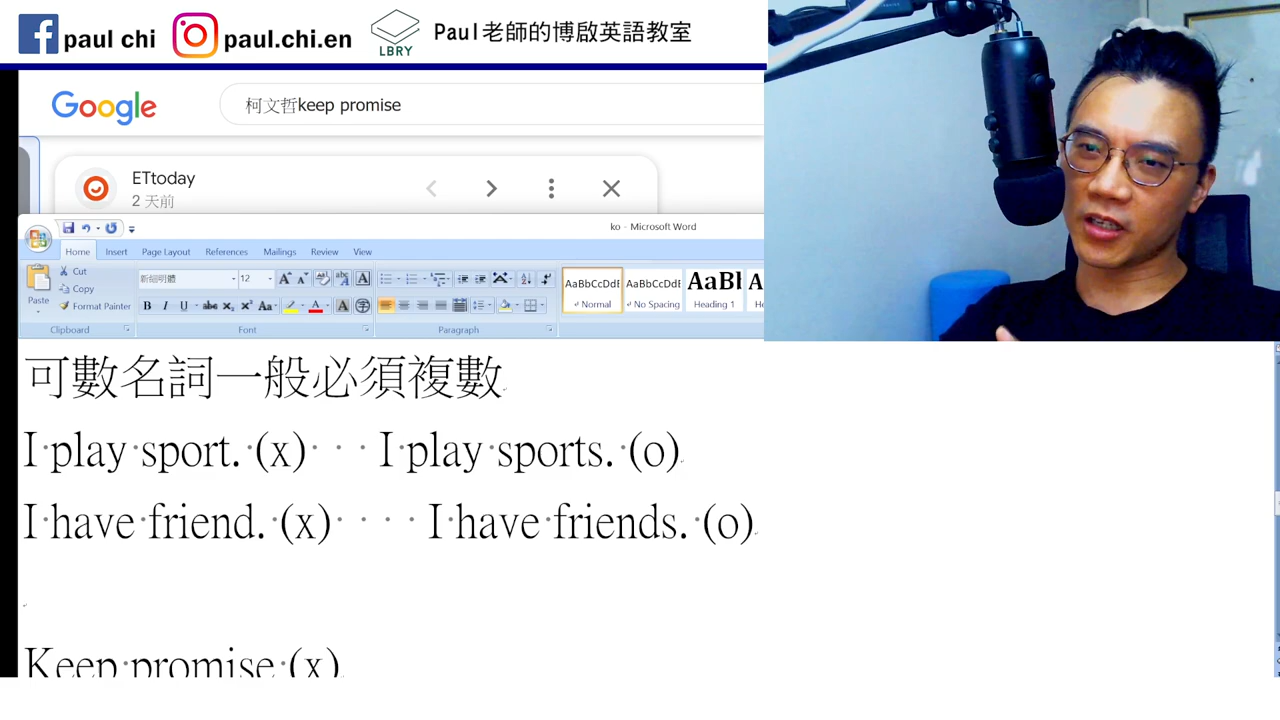 paul chi
paul.chi.en
LBRY
Paul老師的博啟英語教室
Google
柯文哲keep promise
ETtoday
2 天前
ko - Microsoft Word
Home Insert Page Layout References Mailings Review View
Paste
Cut
Copy
Format Painter
Clipboard
新細明體 12
Font
Paragraph
AaBbCcDdE AaBbCcDdE AaBb
Normal No Spacing Heading 1
可數名詞一般必須複數
I play sport. (x) I play sports. (o)
I have friend. (x) I have friends. (o)
Keep promise (x)